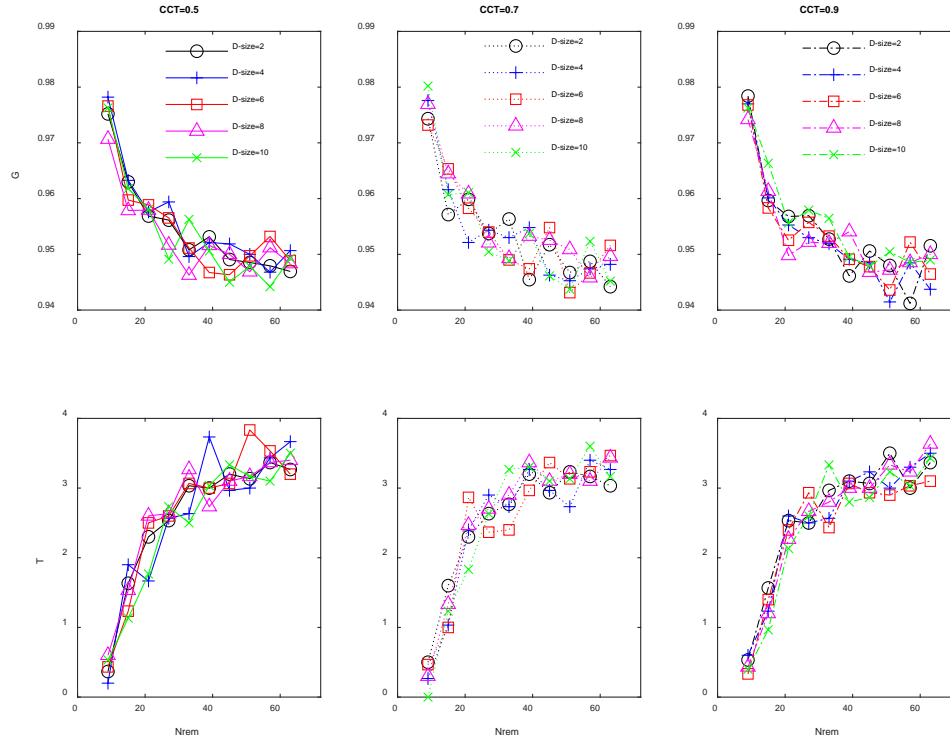 CCT=0.5 CCT=0.7 CCT=0.9
0.99 0.99 0.99
D-size=2 D-size=2 D-size=2
D-size=4 D-size=4 D-size=4
0.98 0.98 0.98
D-size=6 D-size=6 D-size=6
D-size=8 D-size=8 D-size=8
0.97 0.97 0.97
D-size=10 D-size=10 D-size=10
G
0.96 0.96 0.96
0.95 0.95 0.95
0.94 0.94 0.94
0 20 40 60 0 20 40 60 0 20 40 60
4 4 4
3 3 3
2 2 2
T
1 1 1
0 0 0
0 20 40 60 0 20 40 60 0 20 40 60
Nrem Nrem Nrem